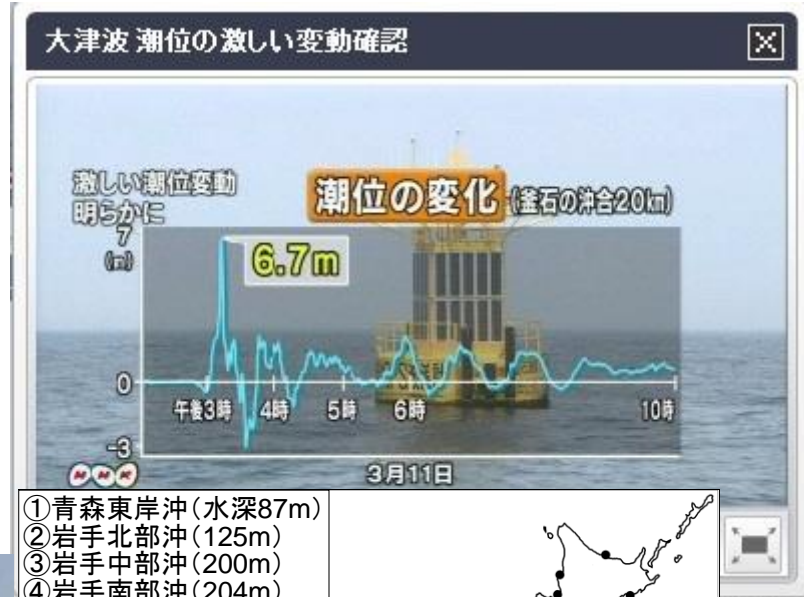 大津波 潮位の激しい変動確認
激しい潮位変動
明らかに
潮位の変化(釜石の沖合20㎞)
7
(m)
6.7m
0
午後3時 4時 5時 6時 10時
-3
NHK
3月11日
①青森東岸沖(水深87m)
②岩手北部沖(125m)
③岩手中部沖(200m)
④岩手南部沖(204m)